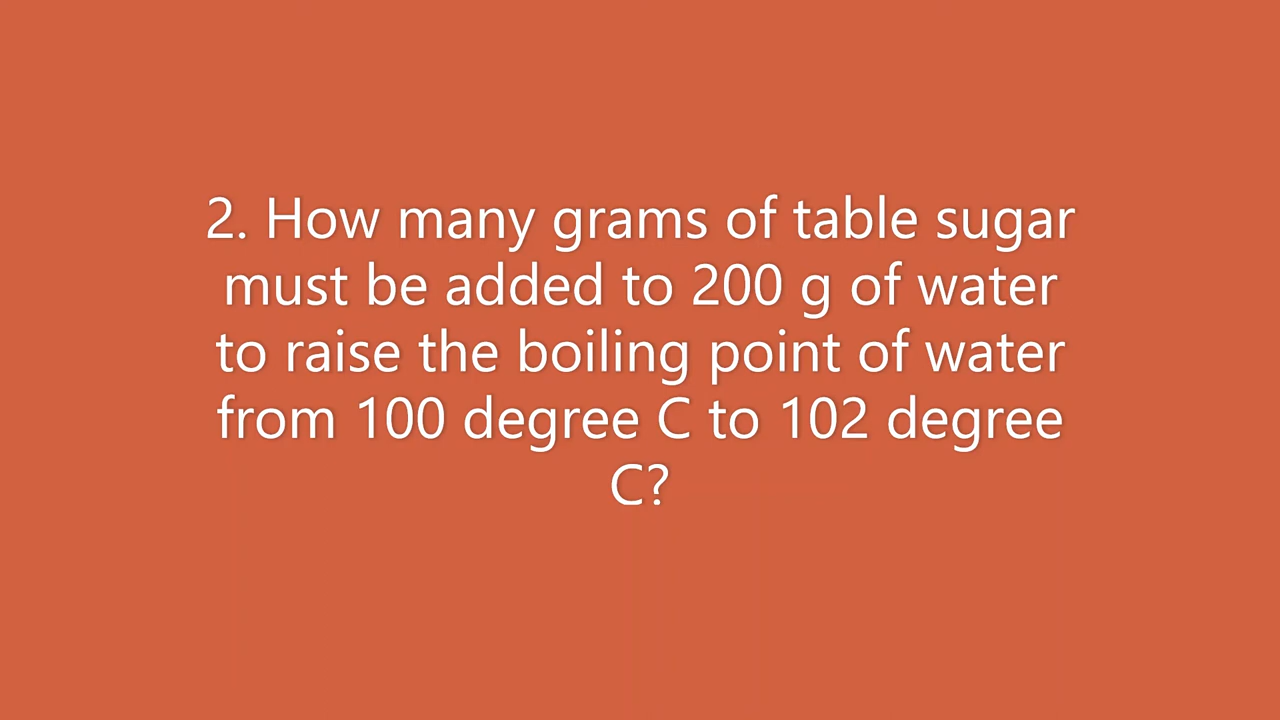 2. How many grams of table sugar
must be added to 200 g of water
to raise the boiling point of water
from 100 degree C to 102 degree
C?